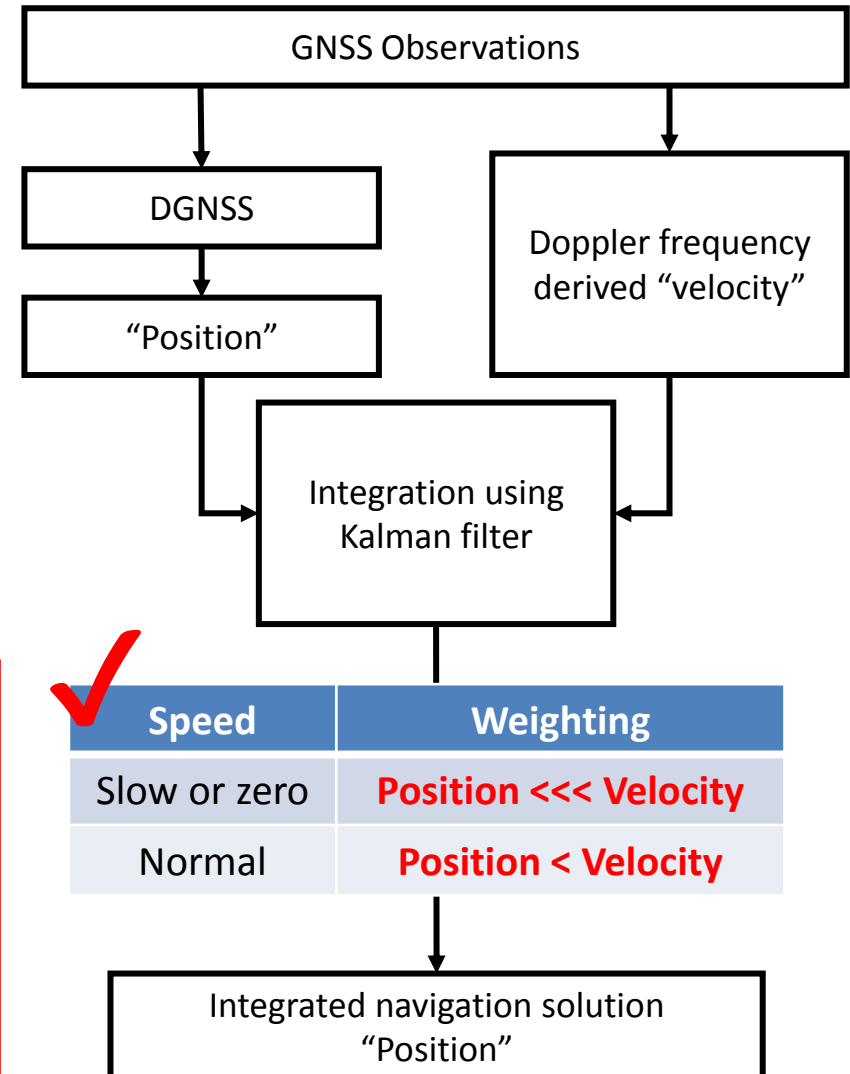 GNSS Observations
DGNSS
“Position”
Doppler frequency
derived “velocity”
Integration using
Kalman filter
Speed Weighting
Slow or zero Position <<< Velocity
Normal Position < Velocity
Integrated navigation solution
“Position”